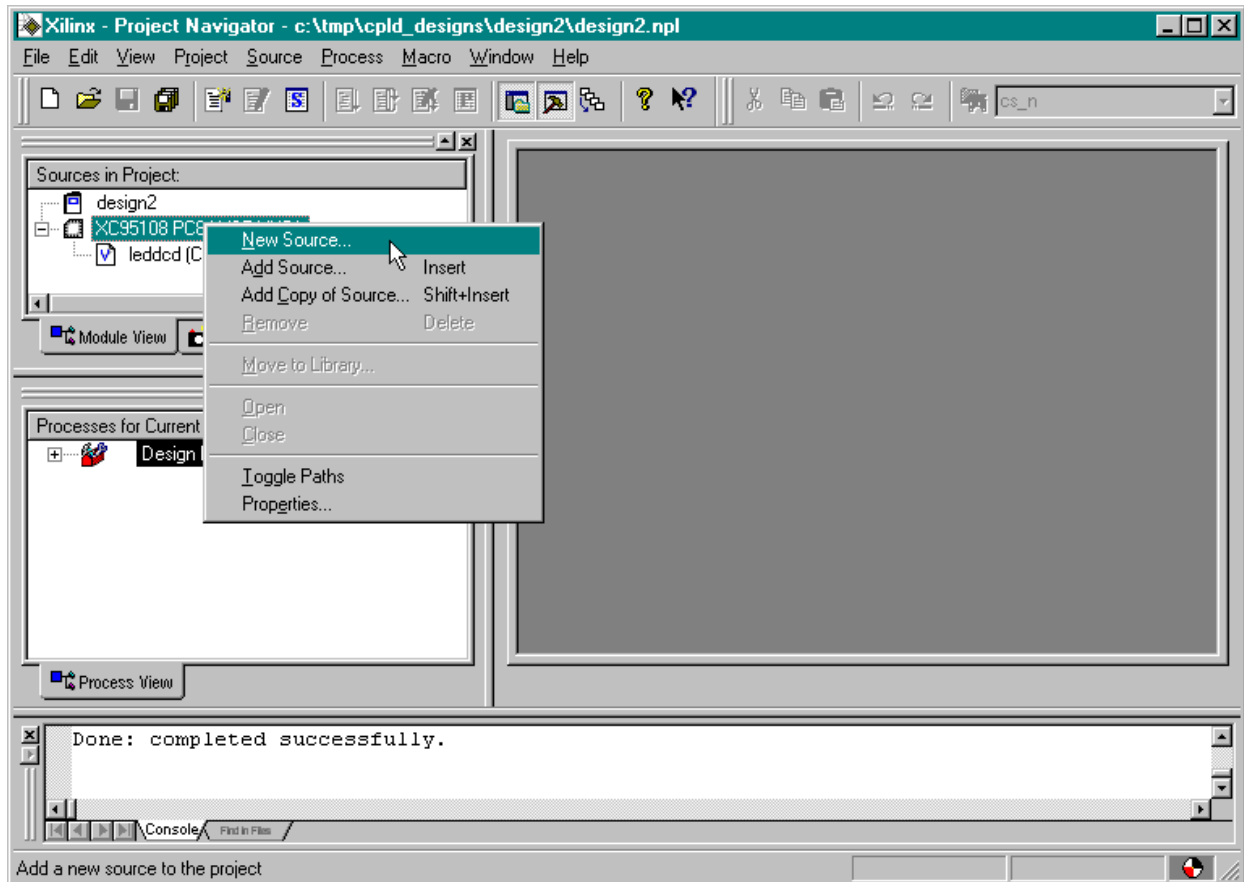 Xilinx - Project Navigator - c:\tmp\cpld_designs\design2\design2.npl
File Edit View Project Source Process Macro Window Help
cs_n
Sources in Project:
design2
XC95108 PC8
leddcd (C
Module View
New Source...
Add Source... Insert
Add Copy of Source... Shift+Insert
Remove Delete
Move to Library...
Open
Close
Toggle Paths
Properties...
Processes for Current
Design
Process View
Done: completed successfully.
Console Find in Files
Add a new source to the project